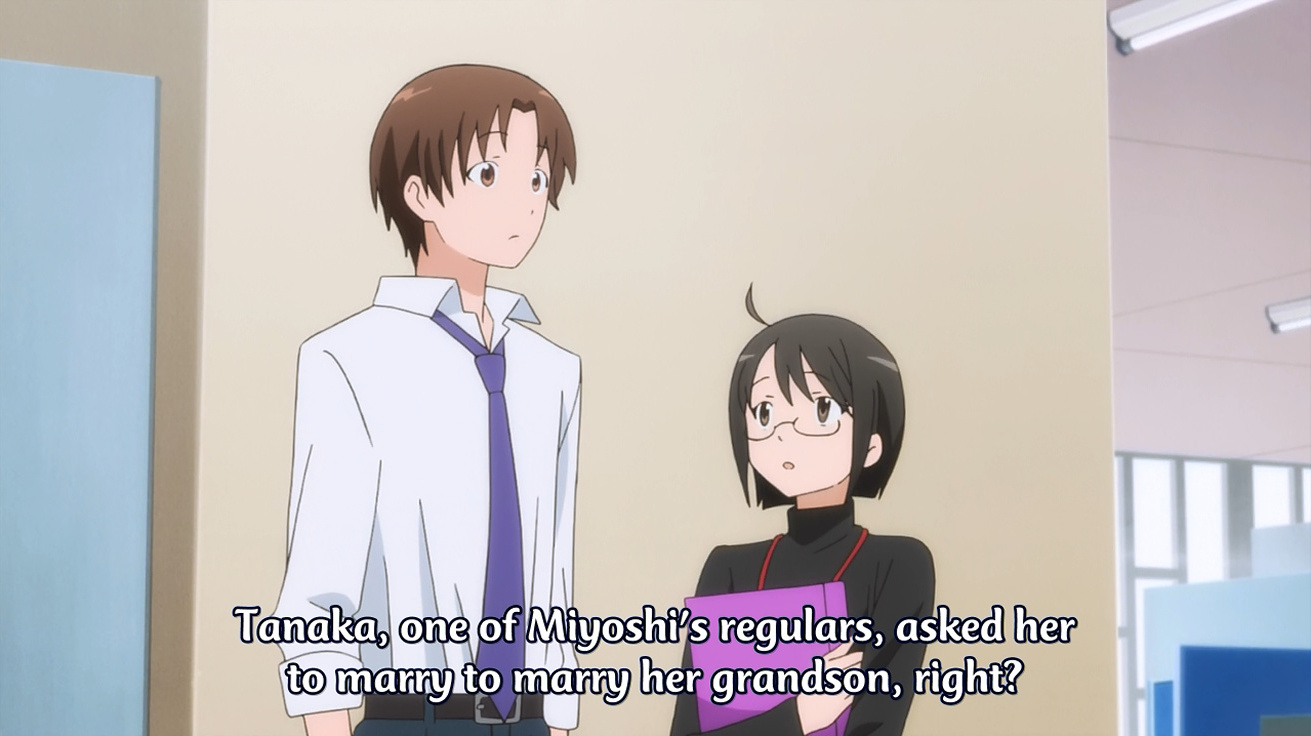 Tanaka, one of Miyoshi's regulars, asked her
to marry to marry her grandson, right?